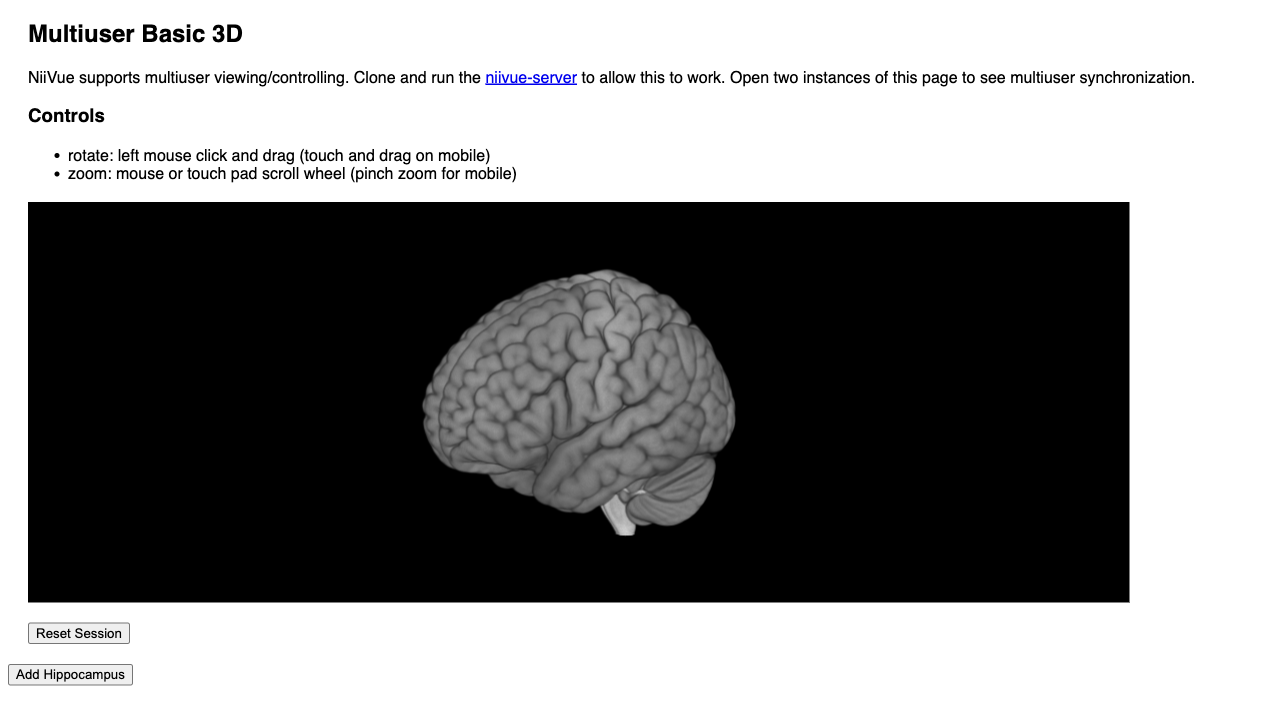 Multiuser Basic 3D
NiiVue supports multiuser viewing/controlling. Clone and run the niivue-server to allow this to work. Open two instances of this page to see multiuser synchronization.
Controls
• rotate: left mouse click and drag (touch and drag on mobile)
• zoom: mouse or touch pad scroll wheel (pinch zoom for mobile)
Reset Session
Add Hippocampus